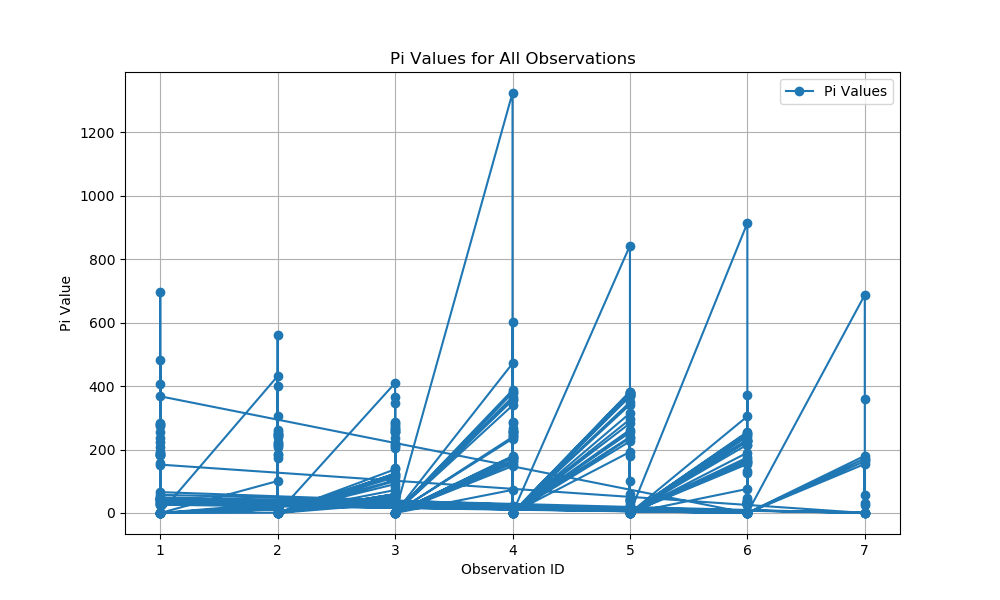 Pi Values for All Observations
Pi Values
1200
1000
800
600
400
200
0
Pi Value
1 2 3 4 5 6 7
Observation ID